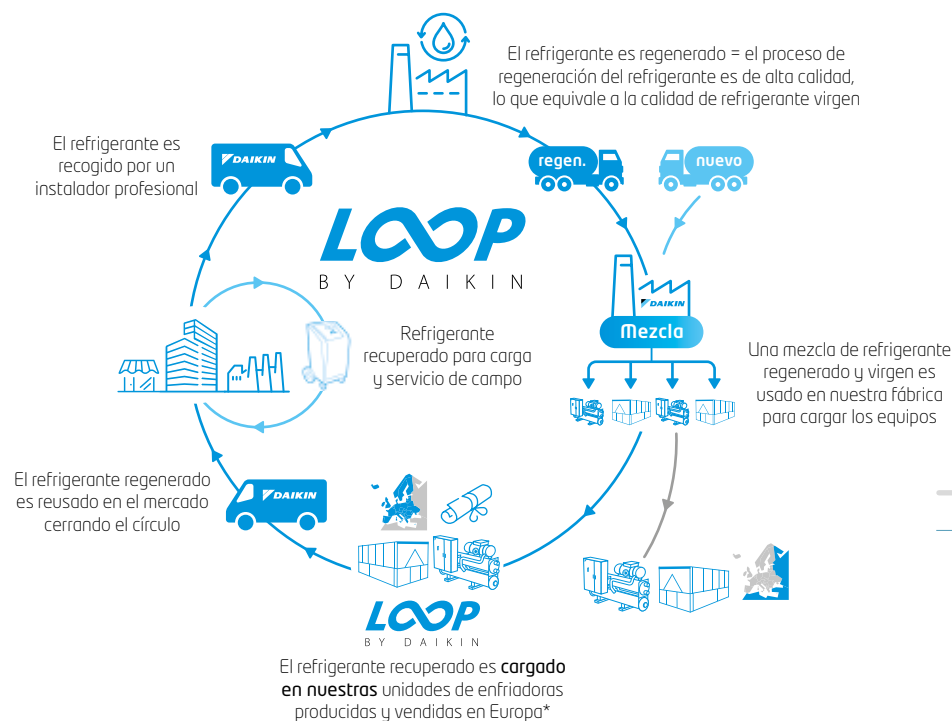 El refrigerante es regenerado = el proceso de
regeneración del refrigerante es de alta calidad,
lo que equivale a la calidad de refrigerante virgen
El refrigerante es
recogido por un
instalador profesional
DAIKIN
regen.
nuevo
LOOP
BY DAIKIN
DAIKIN
Mezcla
Refrigerante
recuperado para carga
y servicio de campo
Una mezcla de refrigerante
regenerado y virgen es
usado en nuestra fábrica
para cargar los equipos
El refrigerante regenerado
es reusado en el mercado
cerrando el círculo
DAIKIN
LOOP
BY DAIKIN
El refrigerante recuperado es cargado
en nuestras unidades de enfriadoras
producidas y vendidas en Europa*